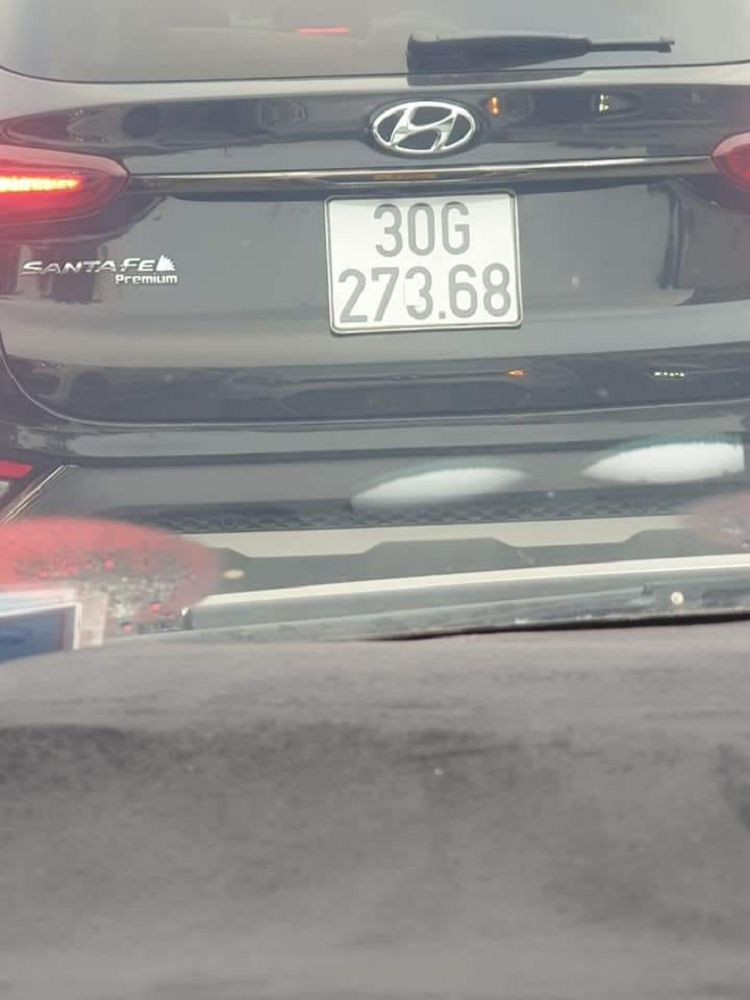 30G
273.68
SANTA FE
Premium